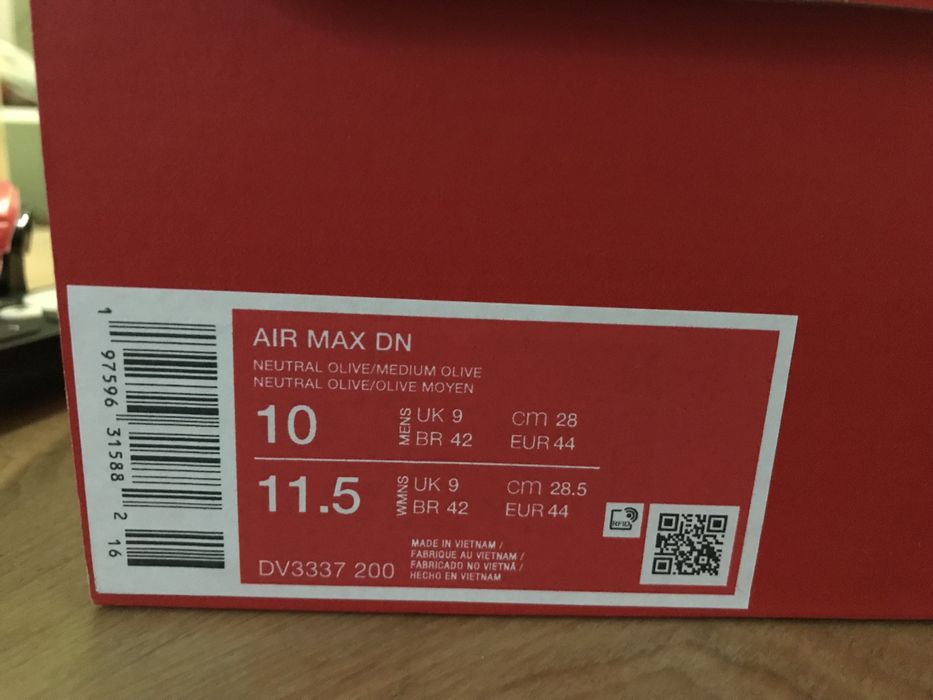 AIR MAX DN
NEUTRAL OLIVE/MEDIUM OLIVE
NEUTRAL OLIVE/OLIVE MOYEN
10 MENS UK 9 cm 28
BR 42 EUR 44
11.5 WMNS UK 9 cm 28.5
BR 42 EUR 44
RFID
DV3337 200
MADE IN VIETNAM /
FABRIQUE AU VIETNAM /
FABRICADO NO VIETNÃ /
HECHO EN VIETNAM
1 97596 31588 2 16